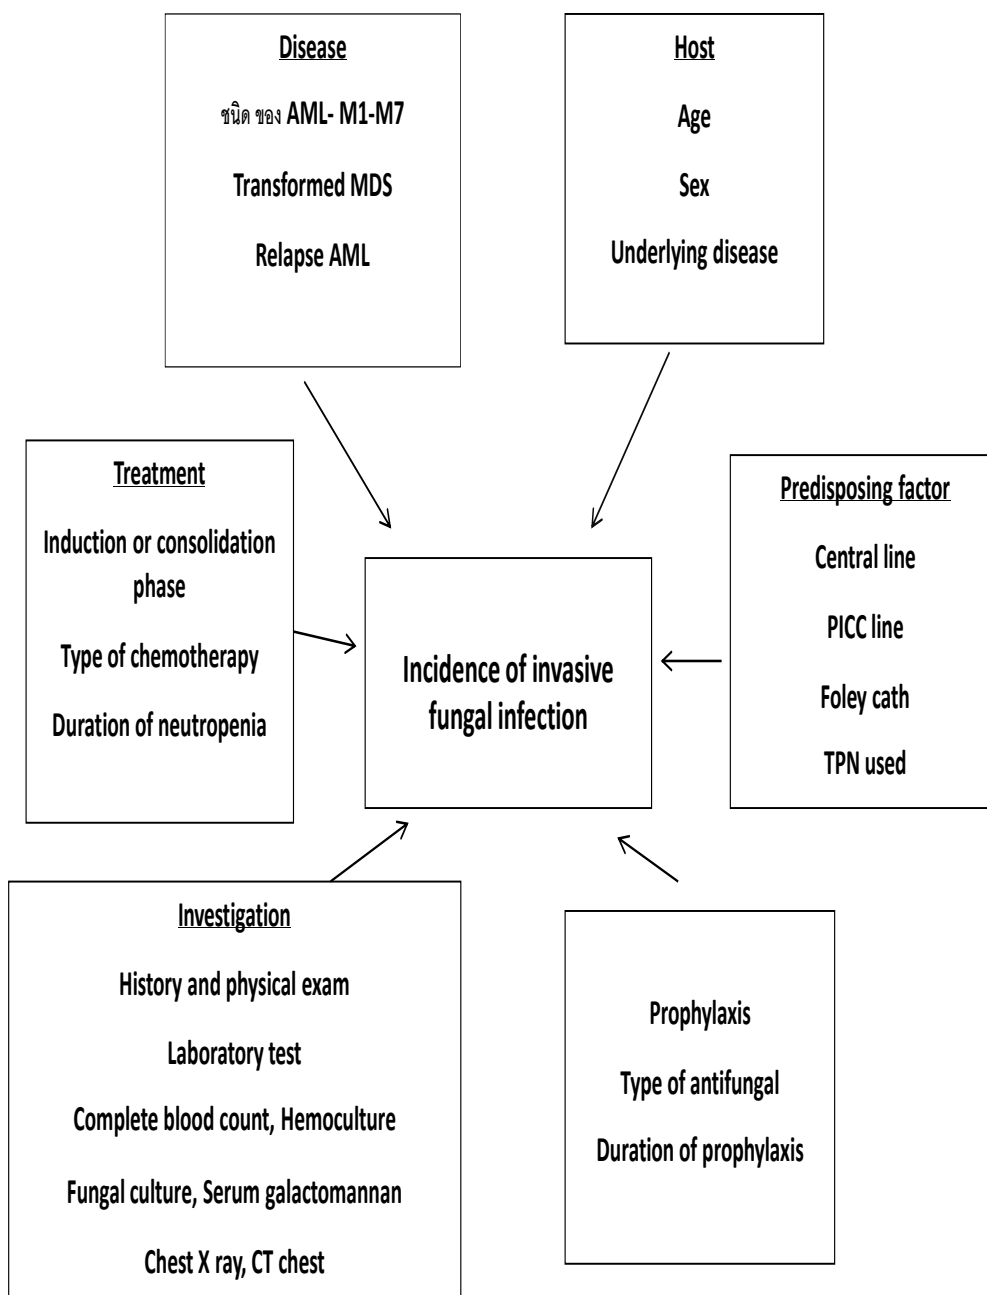 Disease
ชนิด ของ AML- M1-M7
Transformed MDS
Relapse AML
Host
Age
Sex
Underlying disease
Treatment
Induction or consolidation
phase
Type of chemotherapy
Duration of neutropenia
Incidence of invasive
fungal infection
Predisposing factor
Central line
PICC line
Foley cath
TPN used
Investigation
History and physical exam
Laboratory test
Complete blood count, Hemoculture
Fungal culture, Serum galactomannan
Chest X ray, CT chest
Prophylaxis
Type of antifungal
Duration of prophylaxis